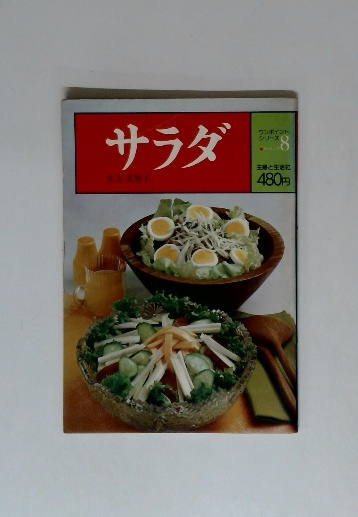 サラダ
ワンポイント
シリーズ 8
主婦と生活社
480円